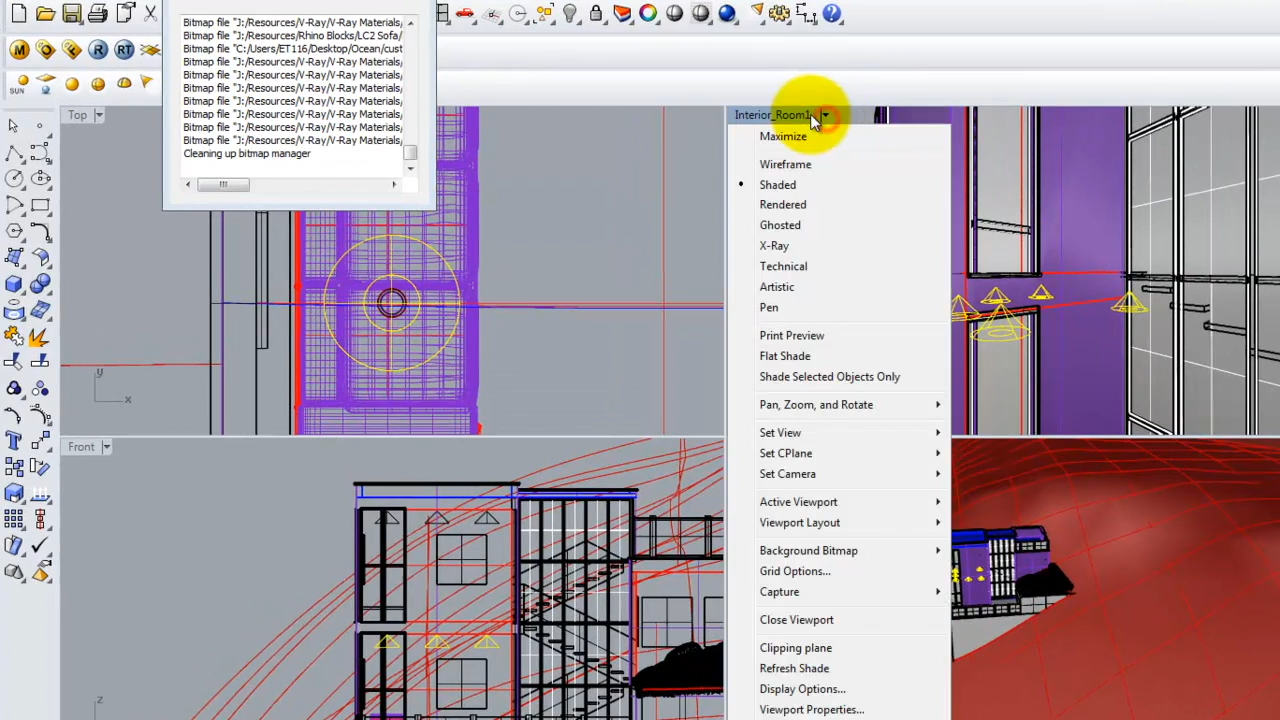 Bitmap file "J:/Resources/V-Ray/V-Ray Materials/
Bitmap file "J:/Resources/Rhino Blocks/LC2 Sofa/
Bitmap file "C:/Users/ET116/Desktop/Ocean/cust
Bitmap file "J:/Resources/V-Ray/V-Ray Materials/
Bitmap file "J:/Resources/V-Ray/V-Ray Materials/
Bitmap file "J:/Resources/V-Ray/V-Ray Materials/
Bitmap file "J:/Resources/V-Ray/V-Ray Materials/
Bitmap file "J:/Resources/V-Ray/V-Ray Materials/
Bitmap file "J:/Resources/V-Ray/V-Ray Materials/
Bitmap file "J:/Resources/V-Ray/V-Ray Materials/
Cleaning up bitmap manager
M
R
RT
SUN
Top
Interior_Room1
Maximize
Wireframe
Shaded
Rendered
Ghosted
X-Ray
Technical
Artistic
Pen
Print Preview
Flat Shade
Shade Selected Objects Only
Pan, Zoom, and Rotate
Set View
Set CPlane
Set Camera
Active Viewport
Viewport Layout
Background Bitmap
Grid Options...
Capture
Close Viewport
Clipping plane
Refresh Shade
Display Options...
Viewport Properties...
y
x
Front
z